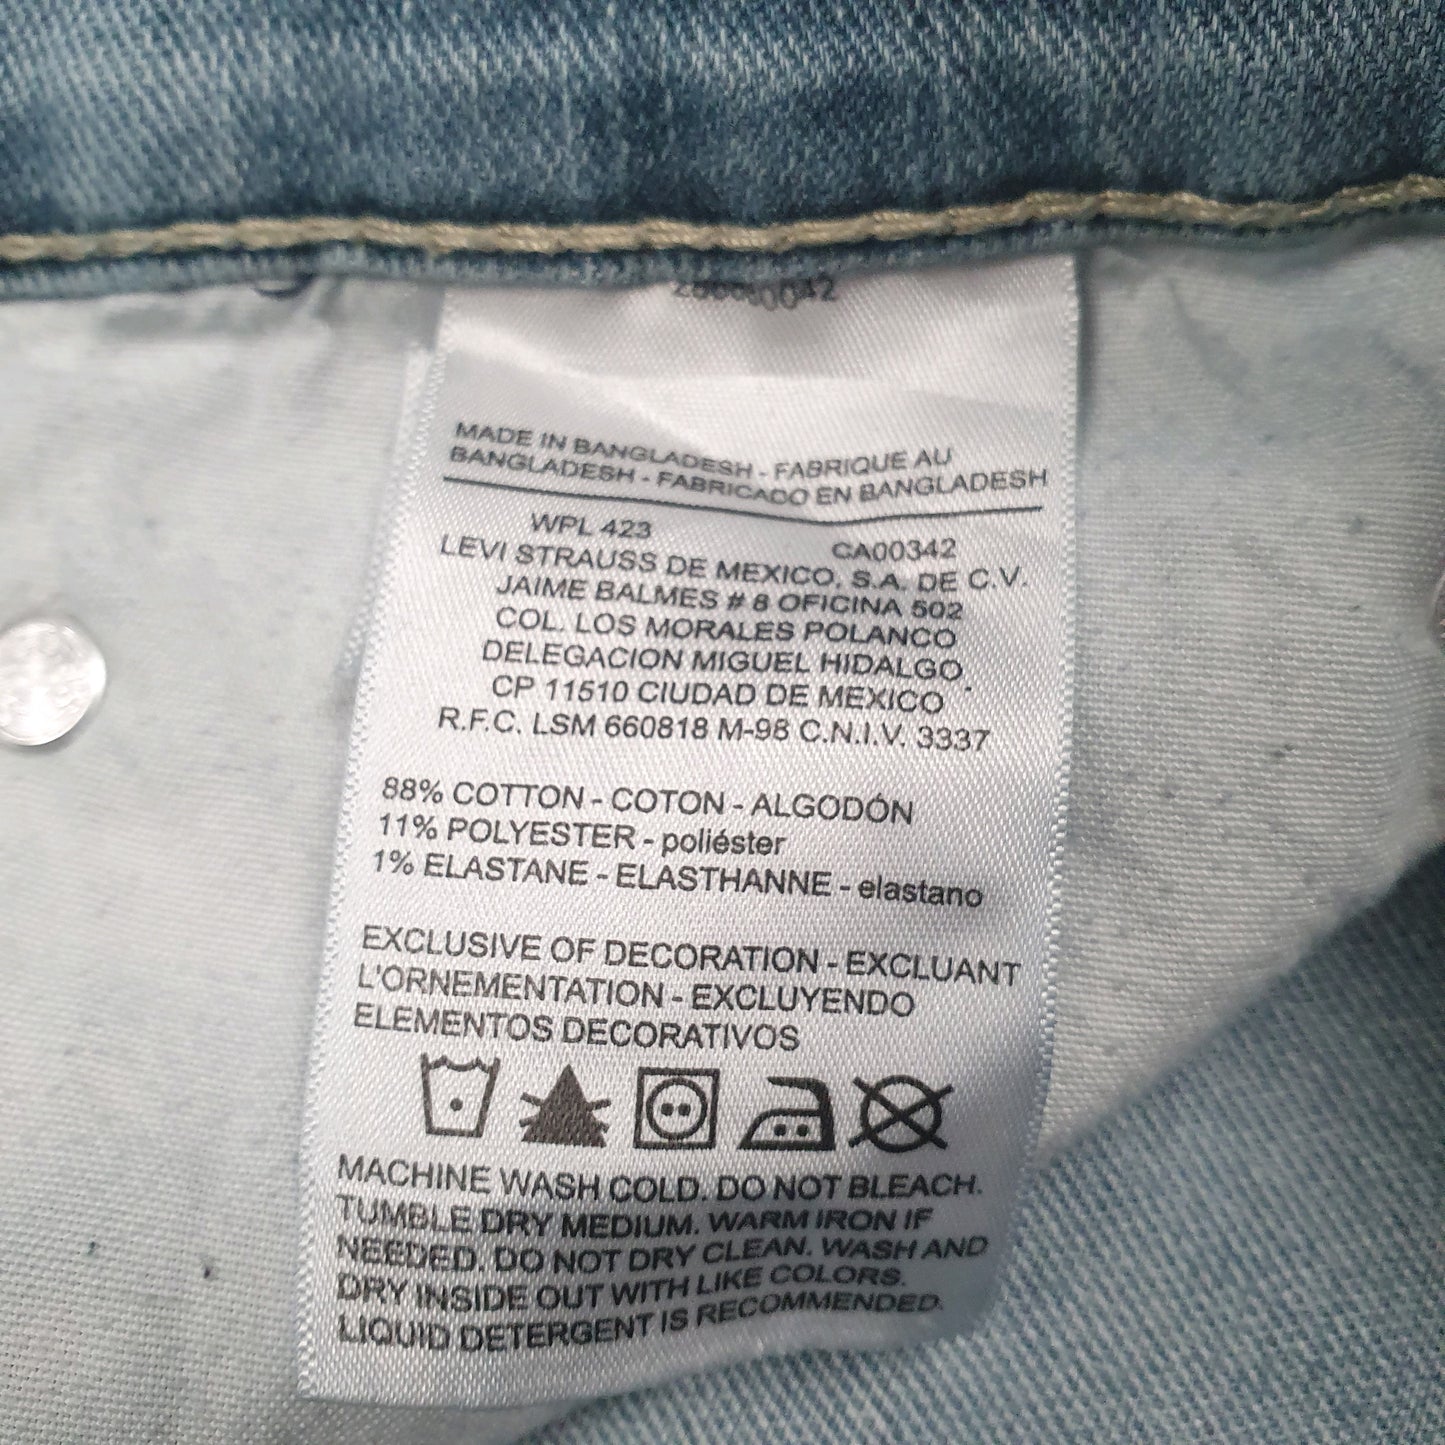 MADE IN BANGLADESH - FABRIQUE AU
BANGLADESH - FABRICADO EN BANGLADESH
WPL 423 CA00342
LEVI STRAUSS DE MEXICO, S.A. DE C.V.
JAIME BALMES # 8 OFICINA 502
COL. LOS MORALES POLANCO
DELEGACION MIGUEL HIDALGO.
CP 11510 CIUDAD DE MEXICO
R.F.C. LSM 660818 M-98 C.N.I.V. 3337
88% COTTON - COTON - ALGODÓN
11% POLYESTER - poliéster
1% ELASTANE - ELASTHANNE - elastano
EXCLUSIVE OF DECORATION - EXCLUANT
L'ORNEMENTATION - EXCLUYENDO
ELEMENTOS DECORATIVOS
MACHINE WASH COLD. DO NOT BLEACH.
TUMBLE DRY MEDIUM. WARM IRON IF
NEEDED. DO NOT DRY CLEAN. WASH AND
DRY INSIDE OUT WITH LIKE COLORS.
LIQUID DETERGENT IS RECOMMENDED.